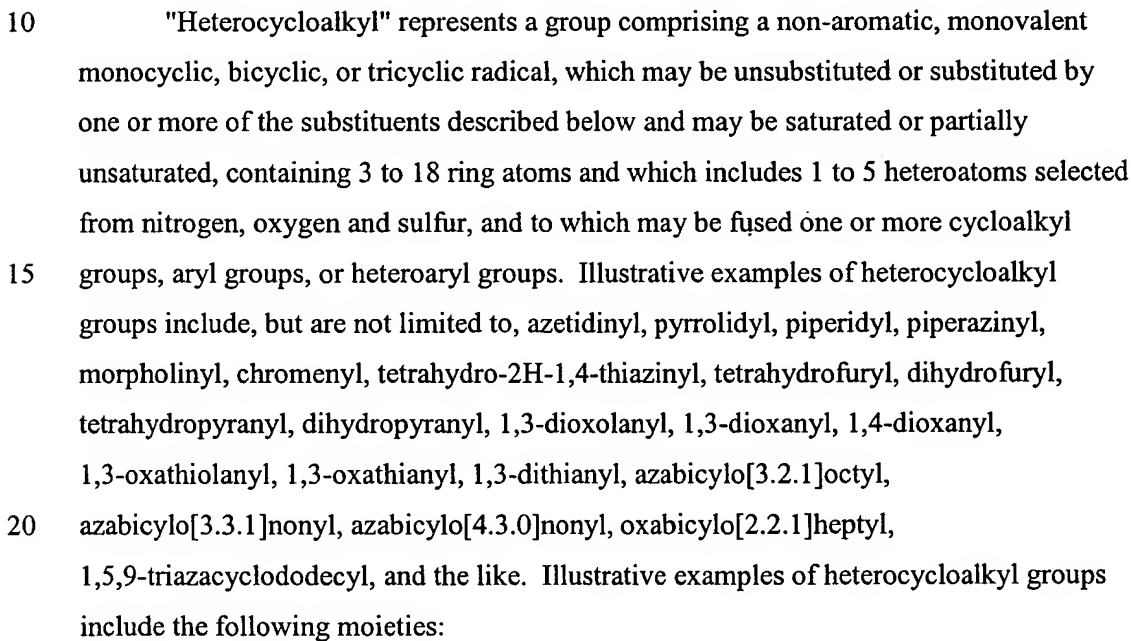 10 "Heterocycloalkyl" represents a group comprising a non-aromatic, monovalent
monocyclic, bicyclic, or tricyclic radical, which may be unsubstituted or substituted by
one or more of the substituents described below and may be saturated or partially
unsaturated, containing 3 to 18 ring atoms and which includes 1 to 5 heteroatoms selected
from nitrogen, oxygen and sulfur, and to which may be fused one or more cycloalkyl
15 groups, aryl groups, or heteroaryl groups. Illustrative examples of heterocycloalkyl
groups include, but are not limited to, azetidinyl, pyrrolidyl, piperidyl, piperazinyl,
morpholinyl, chromenyl, tetrahydro-2H-1,4-thiazinyl, tetrahydrofuryl, dihydrofuryl,
tetrahydropyranyl, dihydropyranyl, 1,3-dioxolanyl, 1,3-dioxanyl, 1,4-dioxanyl,
1,3-oxathiolanyl, 1,3-oxathianyl, 1,3-dithianyl, azabicylo[3.2.1]octyl,
20 azabicylo[3.3.1]nonyl, azabicylo[4.3.0]nonyl, oxabicylo[2.2.1]heptyl,
1,5,9-triazacyclododecyl, and the like. Illustrative examples of heterocycloalkyl groups
include the following moieties: